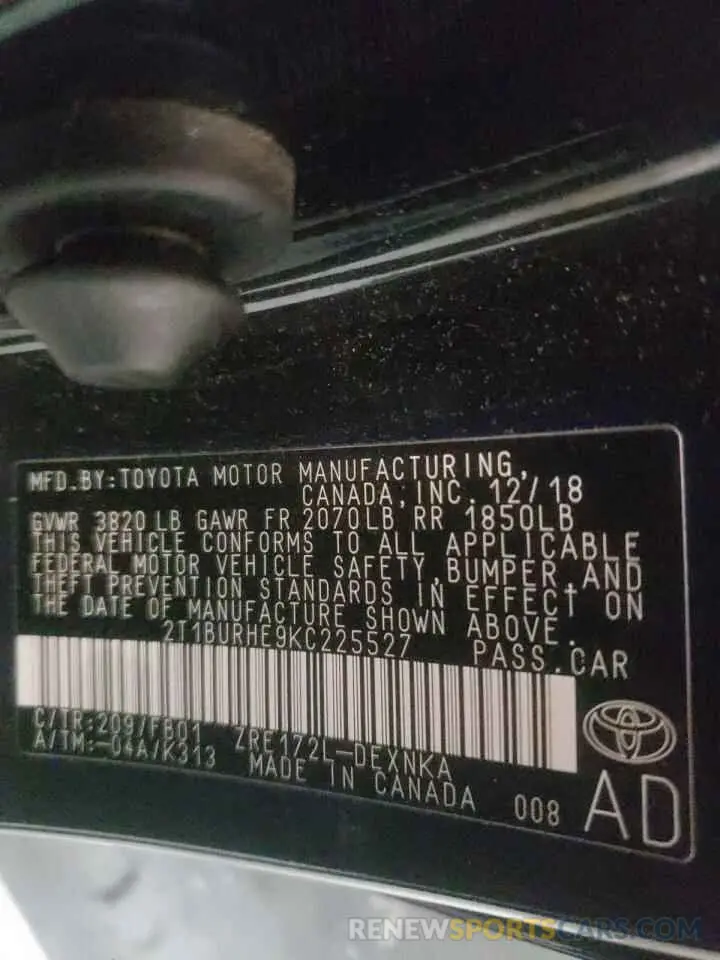 MFD.BY:TOYOTA MOTOR MANUFACTURING,
CANADA,INC. 12/18
GVWR 3820 LB GAWR FR 2070LB RR 1850LB
THIS VEHICLE CONFORMS TO ALL APPLICABLE
FEDERAL MOTOR VEHICLE SAFETY,BUMPER,AND
THEFT PREVENTION STANDARDS IN EFFECT ON
THE DATE OF MANUFACTURE SHOWN ABOVE.
2T1BURHE9KC225527 PASS.CAR
C/TR:209/FB01 ZRE172L-DEXNKA
A/TM:-04A/K313 MADE IN CANADA 008 AD
RENEWSPORTSCARS.COM